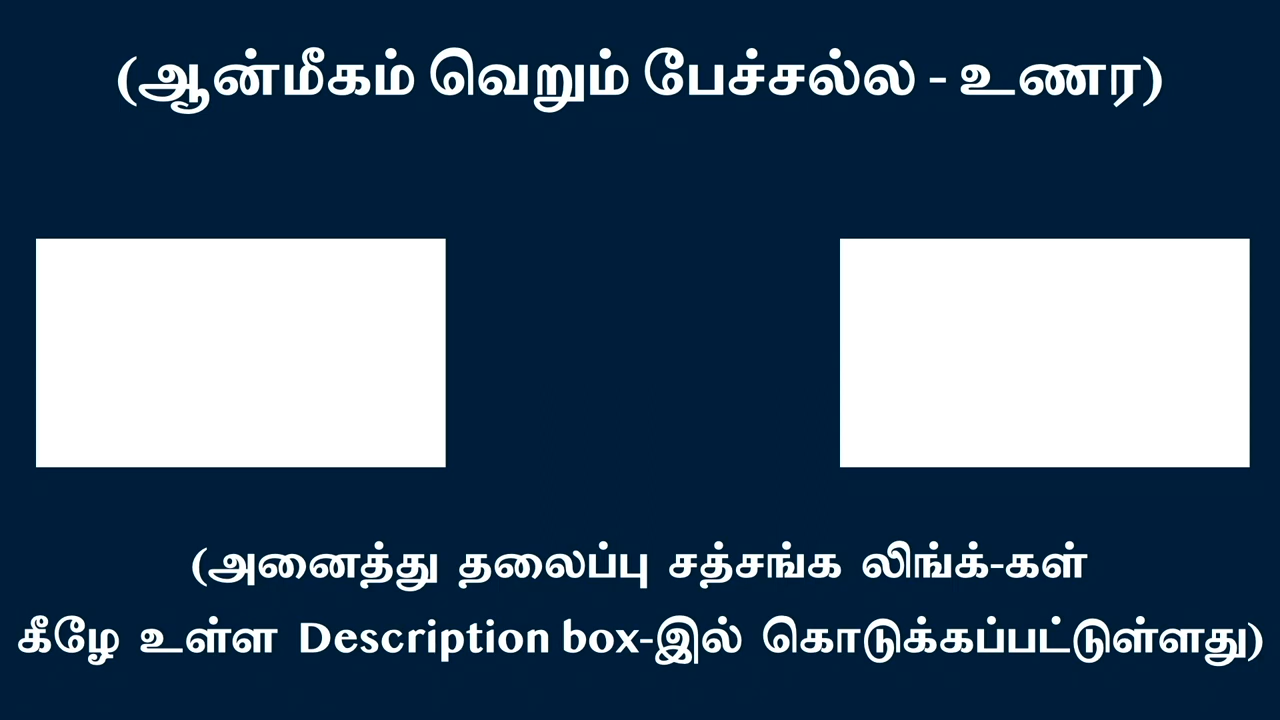 (ஆன்மீகம் வெறும் பேச்சல்ல - உணர)
(அனைத்து தலைப்பு சத்சங்க லிங்க்-கள்
கீழே உள்ள Description box-இல் கொடுக்கப்பட்டுள்ளது)